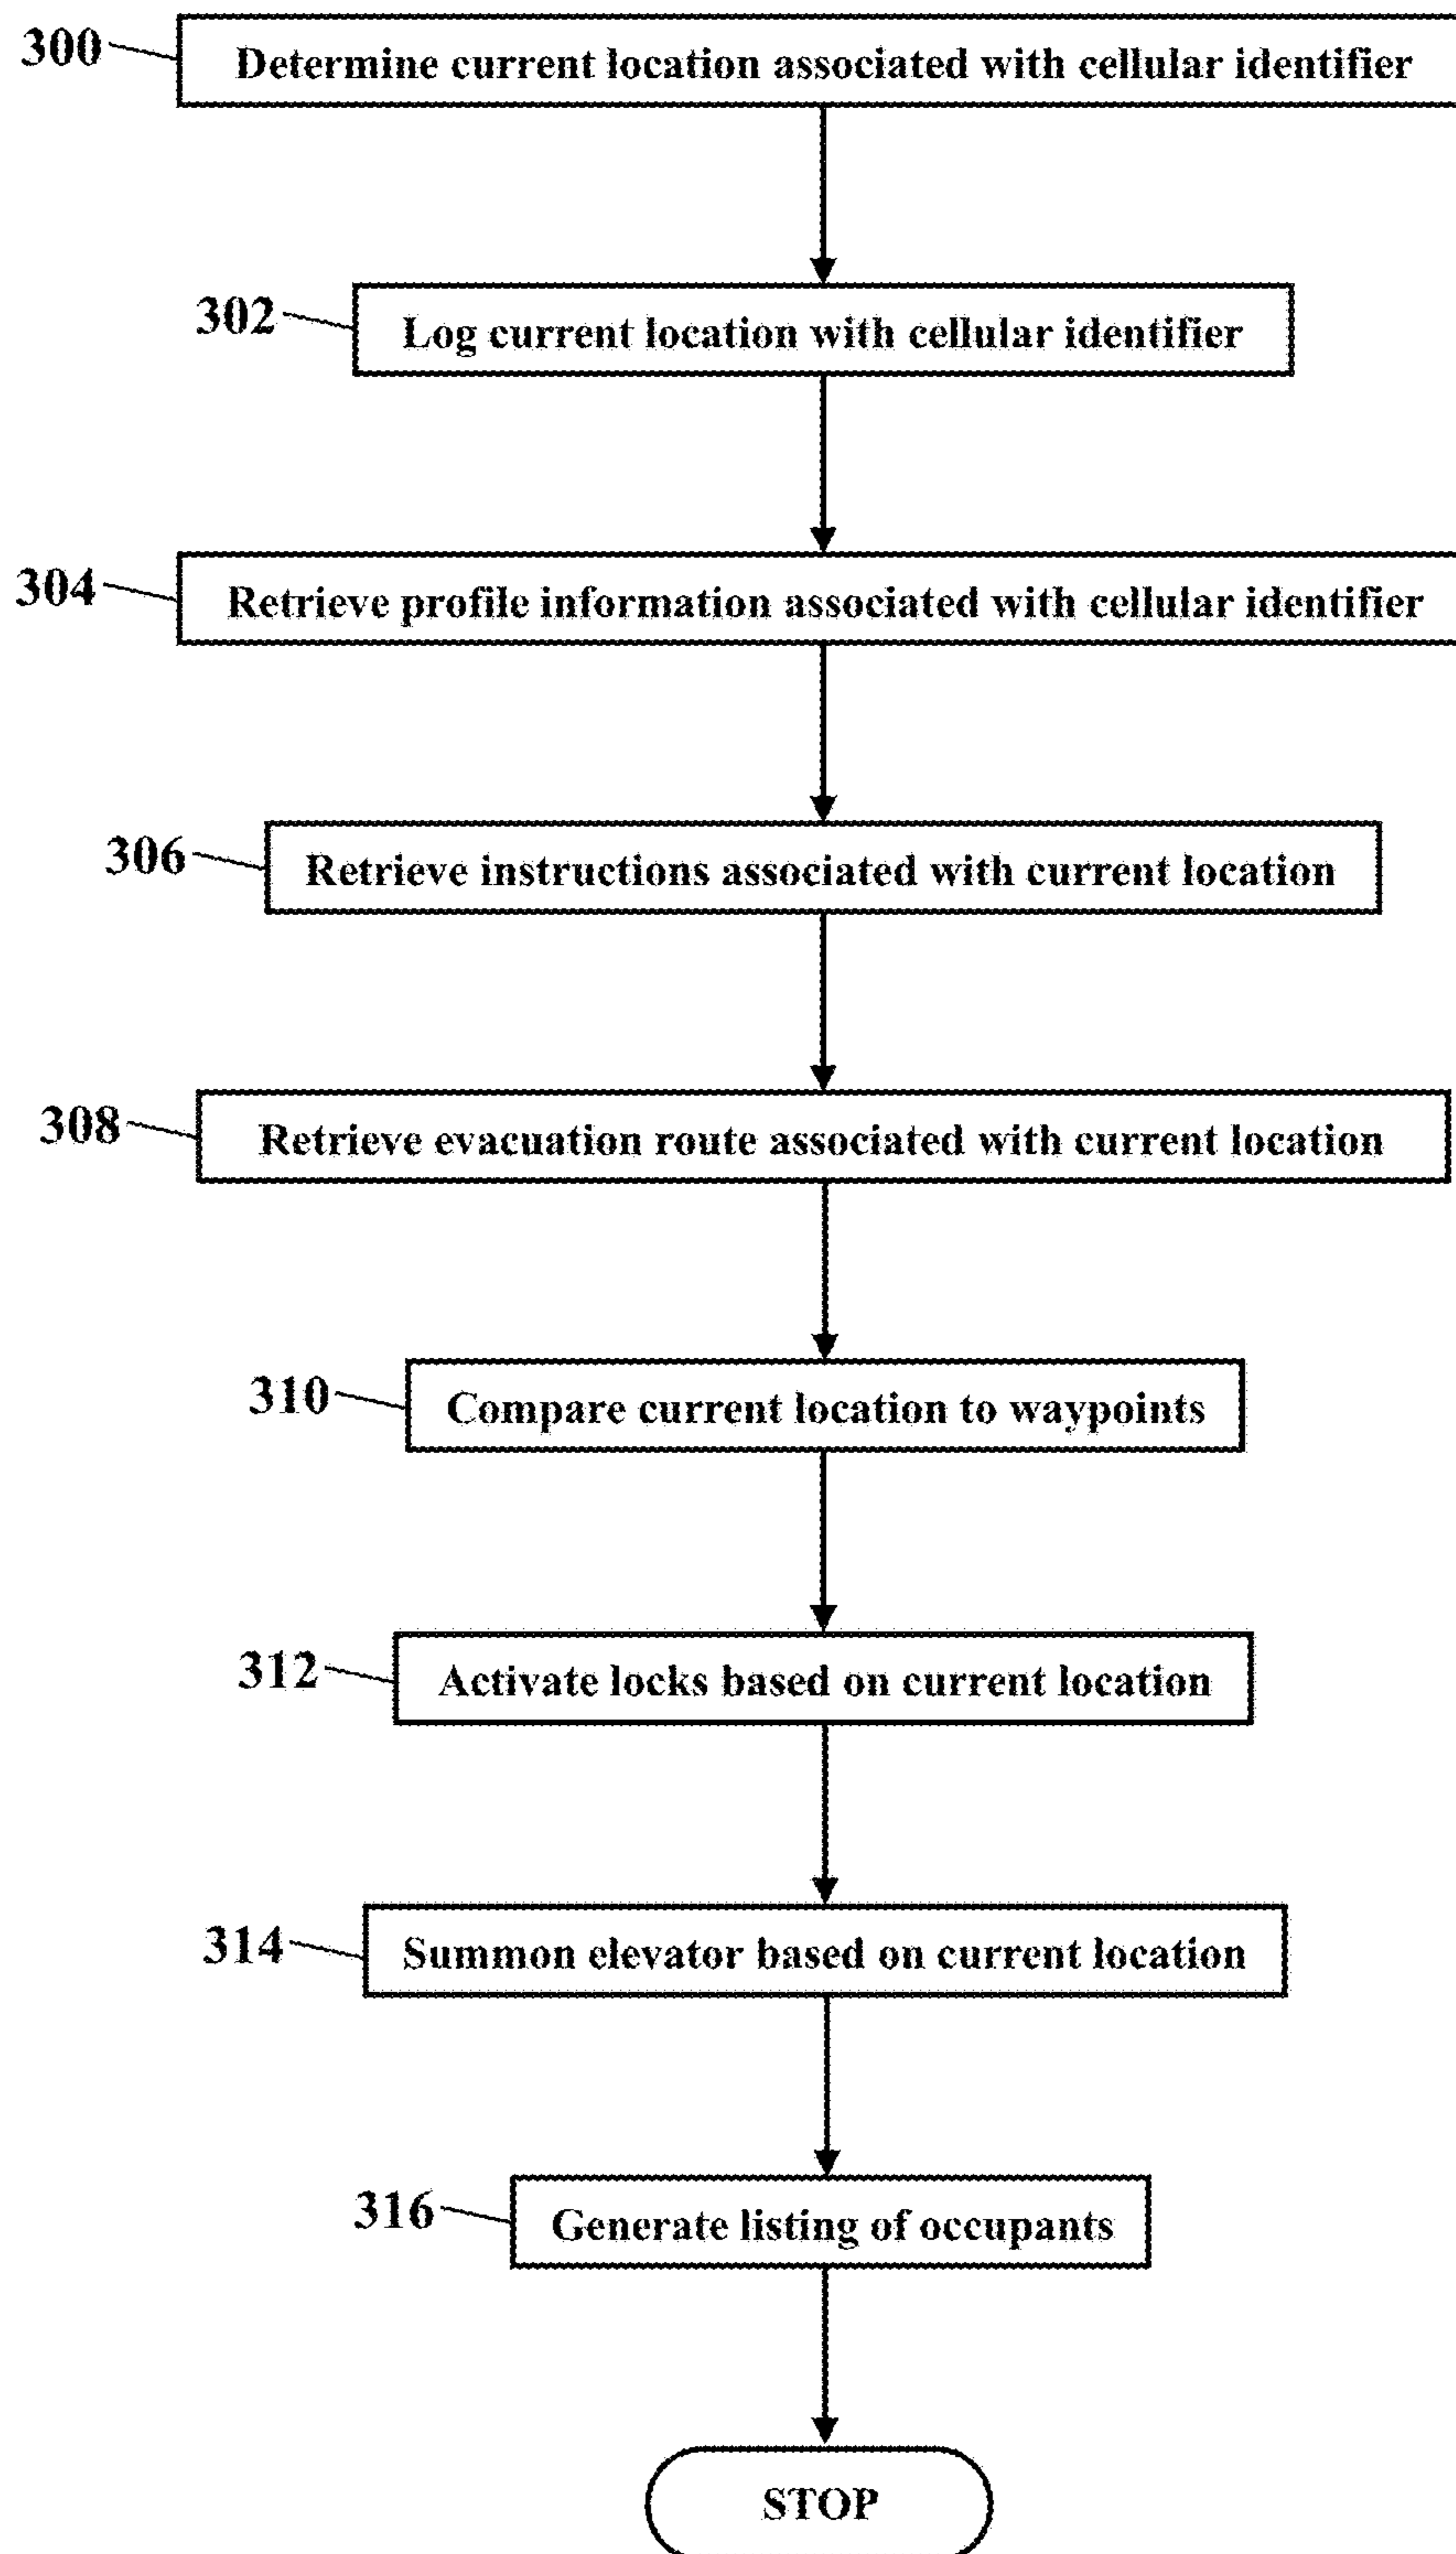 300 Determine current location associated with cellular identifier
302 Log current location with cellular identifier
304 Retrieve profile information associated with cellular identifier
306 Retrieve instructions associated with current location
308 Retrieve evacuation route associated with current location
310 Compare current location to waypoints
312 Activate locks based on current location
314 Summon elevator based on current location
316 Generate listing of occupants
STOP